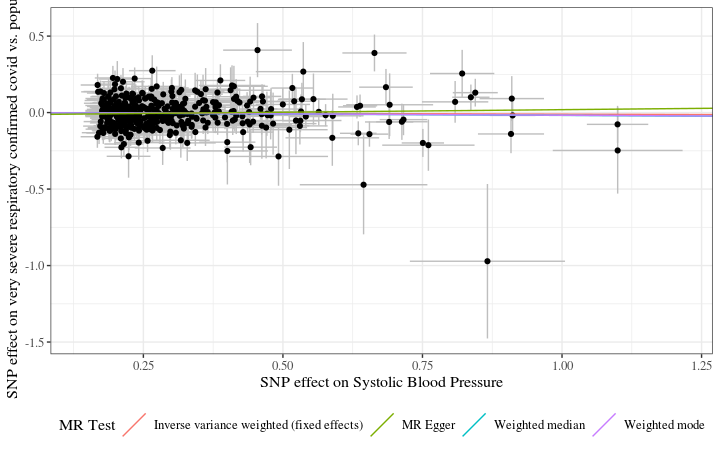 SNP effect on very severe respiratory confirmed covid vs. popu
0.5
0.0
-0.5
-1.0
-1.5
0.25 0.50 0.75 1.00 1.25
SNP effect on Systolic Blood Pressure
MR Test Inverse variance weighted (fixed effects) MR Egger Weighted median Weighted mode